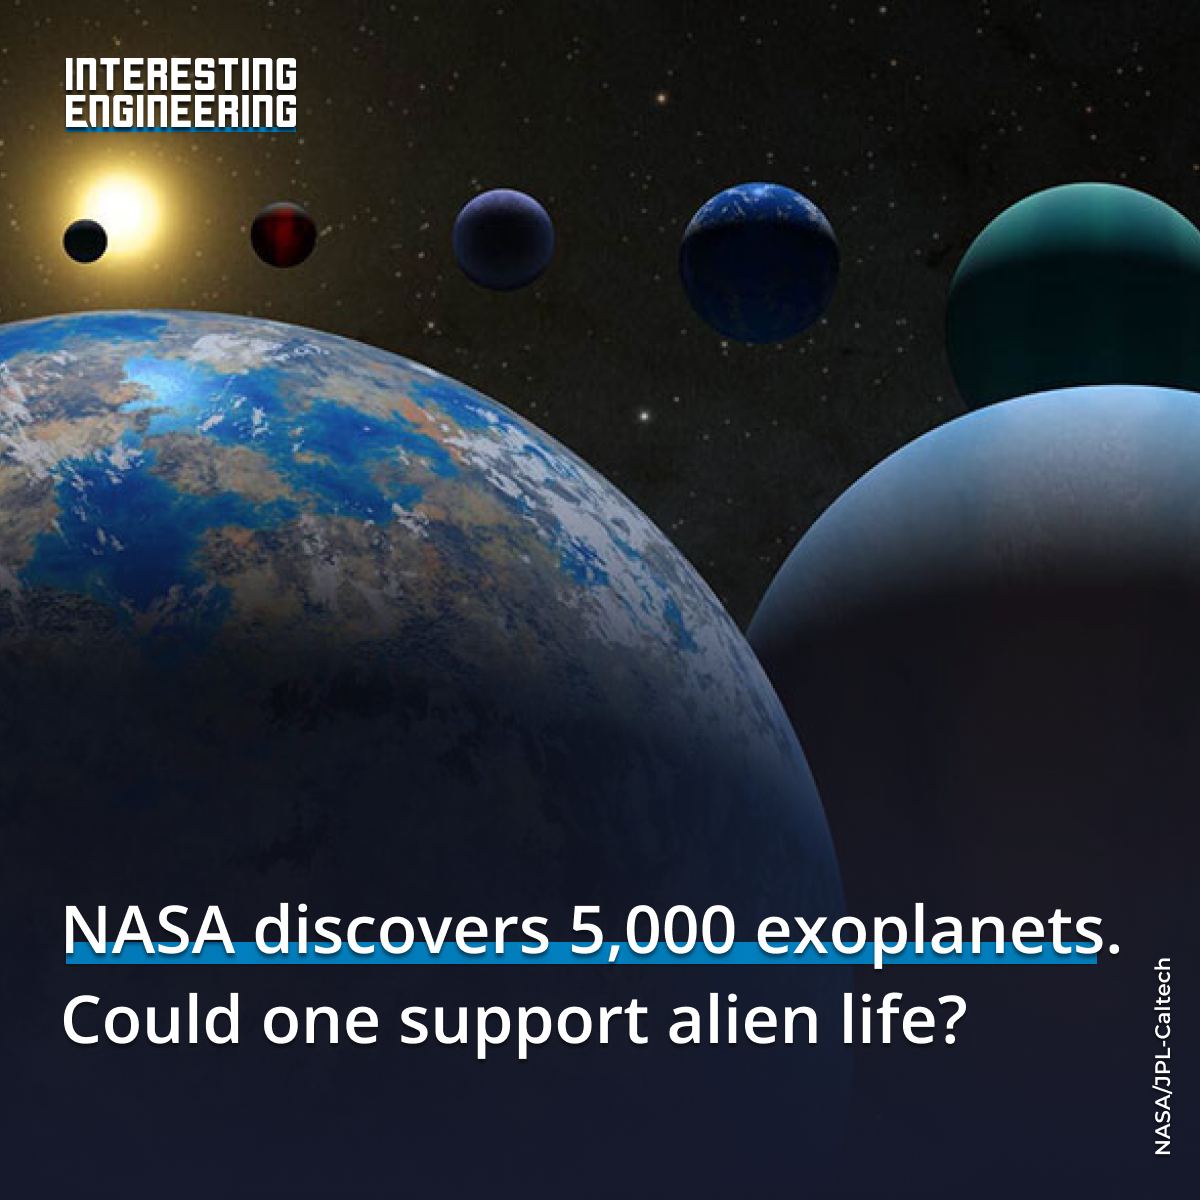 INTERESTING
ENGINEERING
NASA discovers 5,000 exoplanets.
Could one support alien life?
NASA/JPL-Caltech